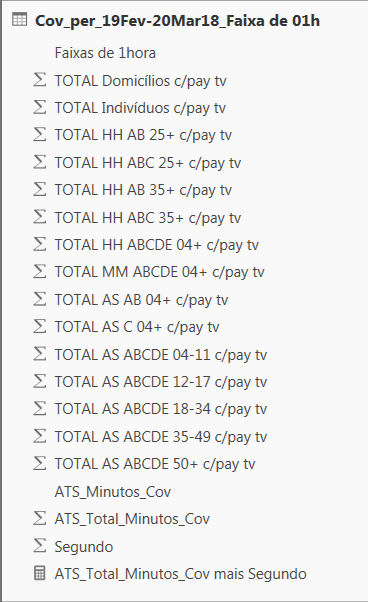 Cov_per_19Fev-20Mar18_Faixa de 01h
Faixas de 1hora
TOTAL Domicílios c/pay tv
TOTAL Indivíduos c/pay tv
TOTAL HH AB 25+ c/pay tv
TOTAL HH ABC 25+ c/pay tv
TOTAL HH AB 35+ c/pay tv
TOTAL HH ABC 35+ c/pay tv
TOTAL HH ABCDE 04+ c/pay tv
TOTAL MM ABCDE 04+ c/pay tv
TOTAL AS AB 04+ c/pay tv
TOTAL AS C 04+ c/pay tv
TOTAL AS ABCDE 04-11 c/pay tv
TOTAL AS ABCDE 12-17 c/pay tv
TOTAL AS ABCDE 18-34 c/pay tv
TOTAL AS ABCDE 35-49 c/pay tv
TOTAL AS ABCDE 50+ c/pay tv
ATS_Minutos_Cov
ATS_Total_Minutos_Cov
Segundo
ATS_Total_Minutos_Cov mais Segundo